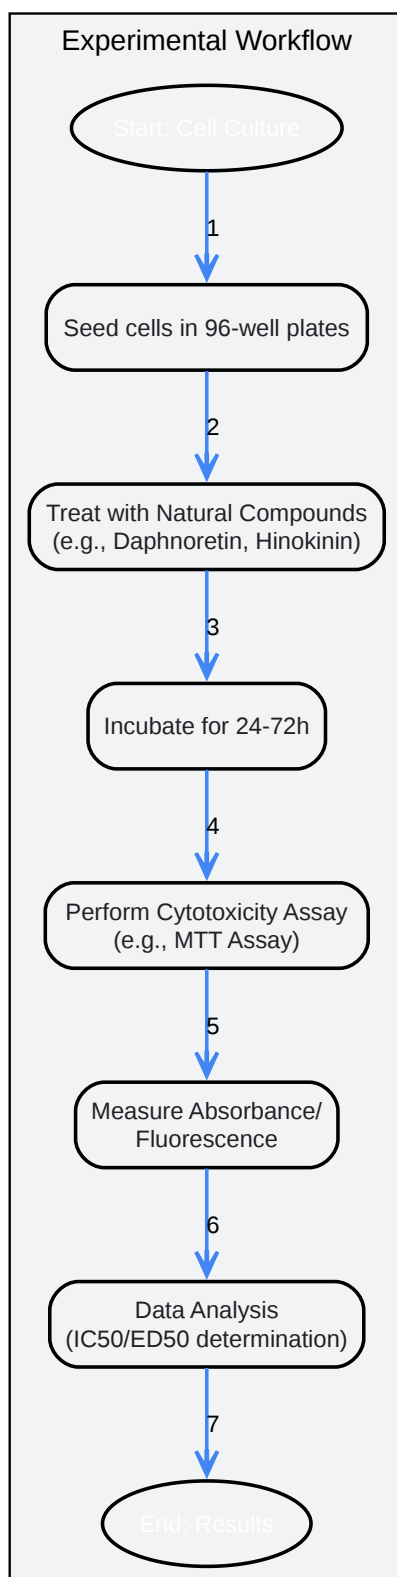 Experimental Workflow
Start: Cell Culture
1
Seed cells in 96-well plates
2
Treat with Natural Compounds
(e.g., Daphnoretin, Hinokinin)
3
Incubate for 24-72h
4
Perform Cytotoxicity Assay
(e.g., MTT Assay)
5
Measure Absorbance/
Fluorescence
6
Data Analysis
(IC50/ED50 determination)
7
End: Results